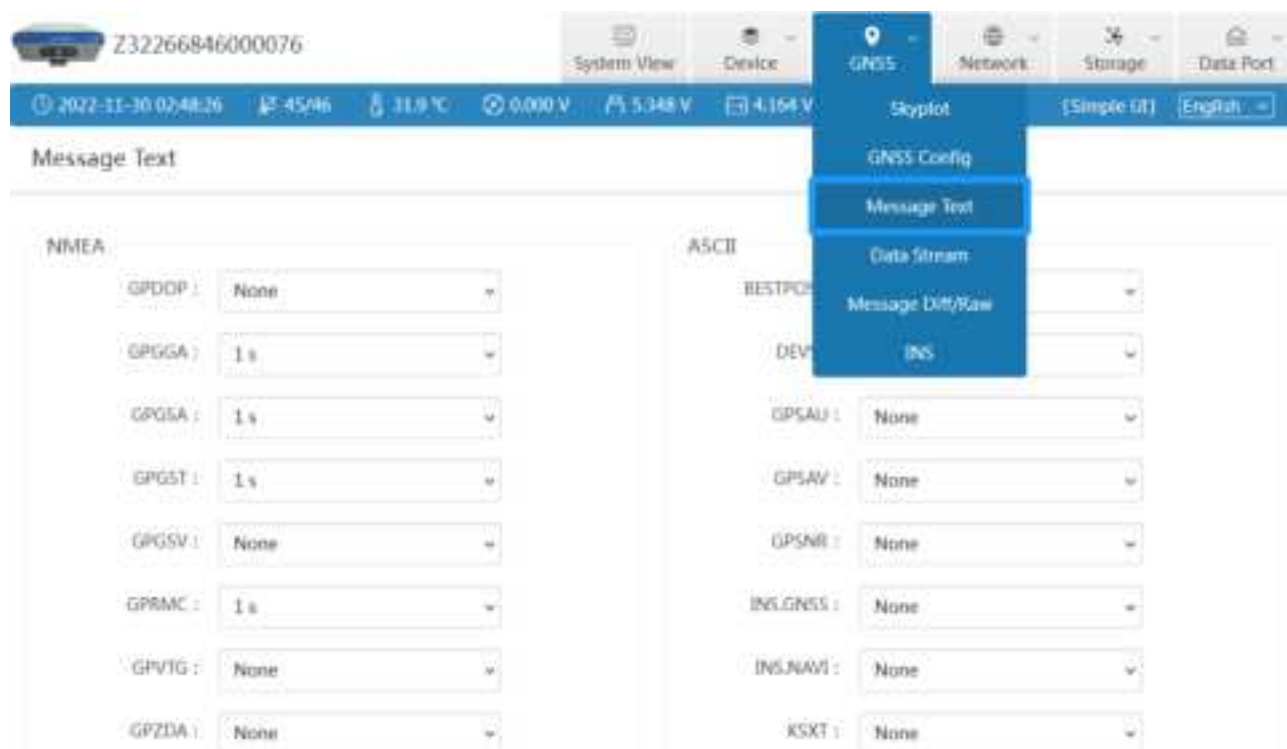 Z32266846000076
System View
Device
GNSS
Network
Storage
Data Port
2022-11-30 02:48:26 45/46 31.9 ℃ 0.000 V 5.348 V 4.164 V [Simple UI] English
Skyplot
GNSS Config
Message Text
Data Stream
Message Diff/Raw
INS
Message Text
NMEA
GPDOP : None
GPGGA : 1 s
GPGSA : 1 s
GPGST : 1 s
GPGSV : None
GPRMC : 1 s
GPVTG : None
GPZDA : None
ASCII
BESTPOS
DEV
GPSAU : None
GPSAV : None
GPSNR : None
INS.GNSS : None
INS.NAVI : None
KSXT : None